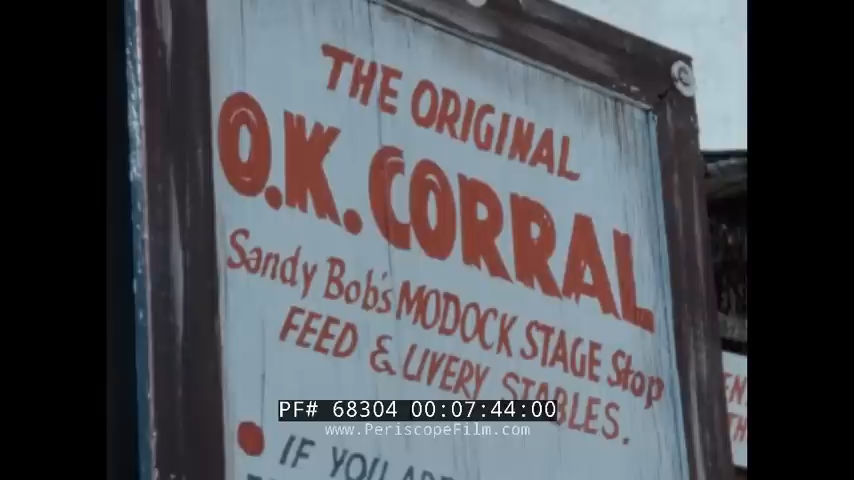 THE ORIGINAL
O.K. CORRAL
Sandy Bob's MODOCK STAGE Stop
FEED & LIVERY STABLES.
IF YOU
PF# 68304 00:07:44:00
www.PeriscopeFilm.com